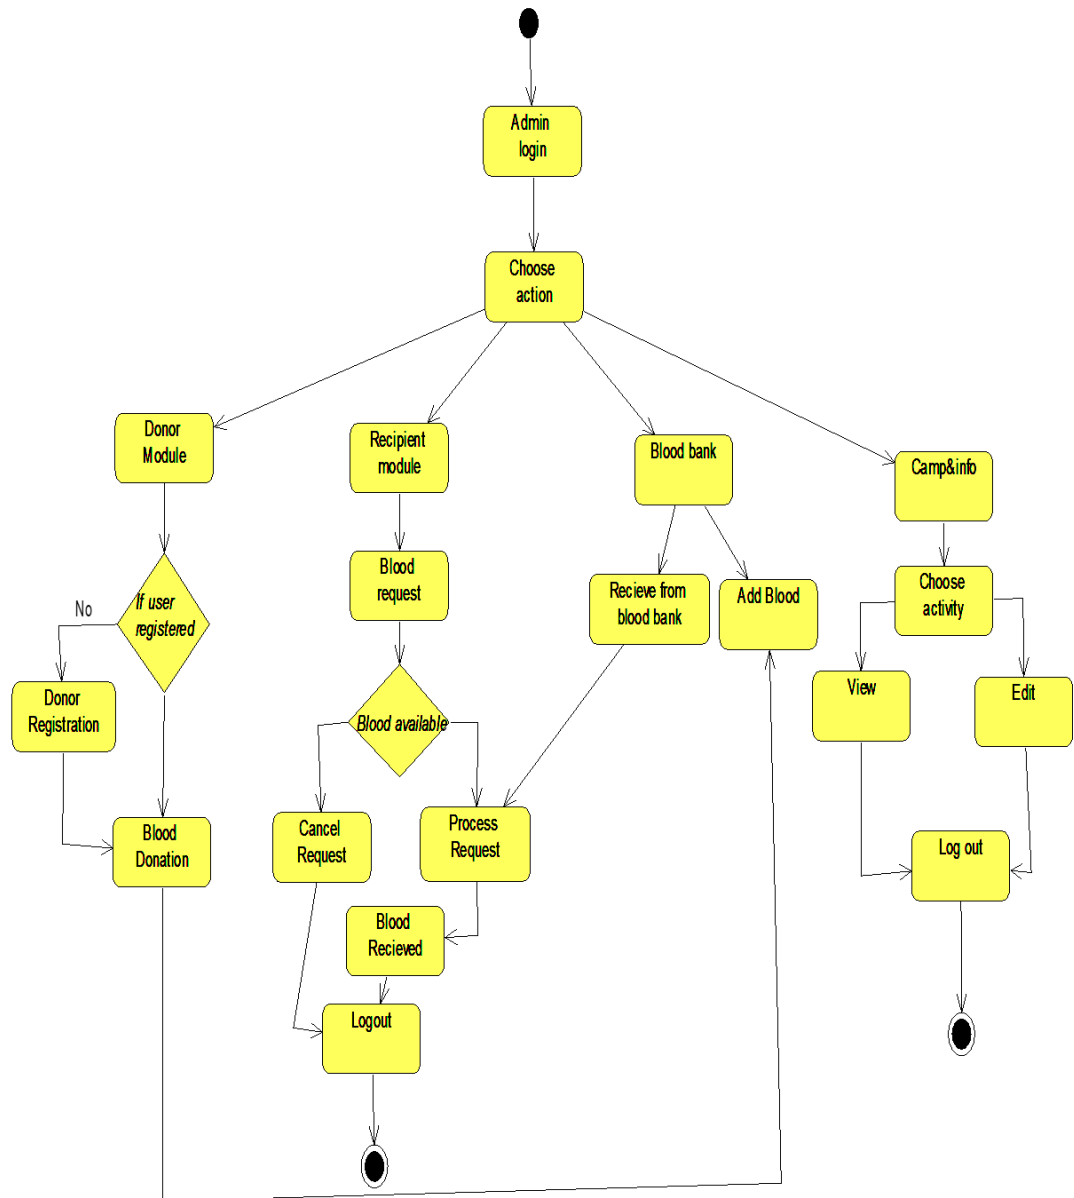 Admin
login
Choose
action
Donor
Module
Recipient
module
Blood bank
Camp&info
Blood
request
Recieve from
blood bank
Add Blood
Choose
activity
No
If user
registered
Donor
Registration
View
Edit
Blood available
Blood
Donation
Cancel
Request
Process
Request
Log out
Blood
Recieved
Logout